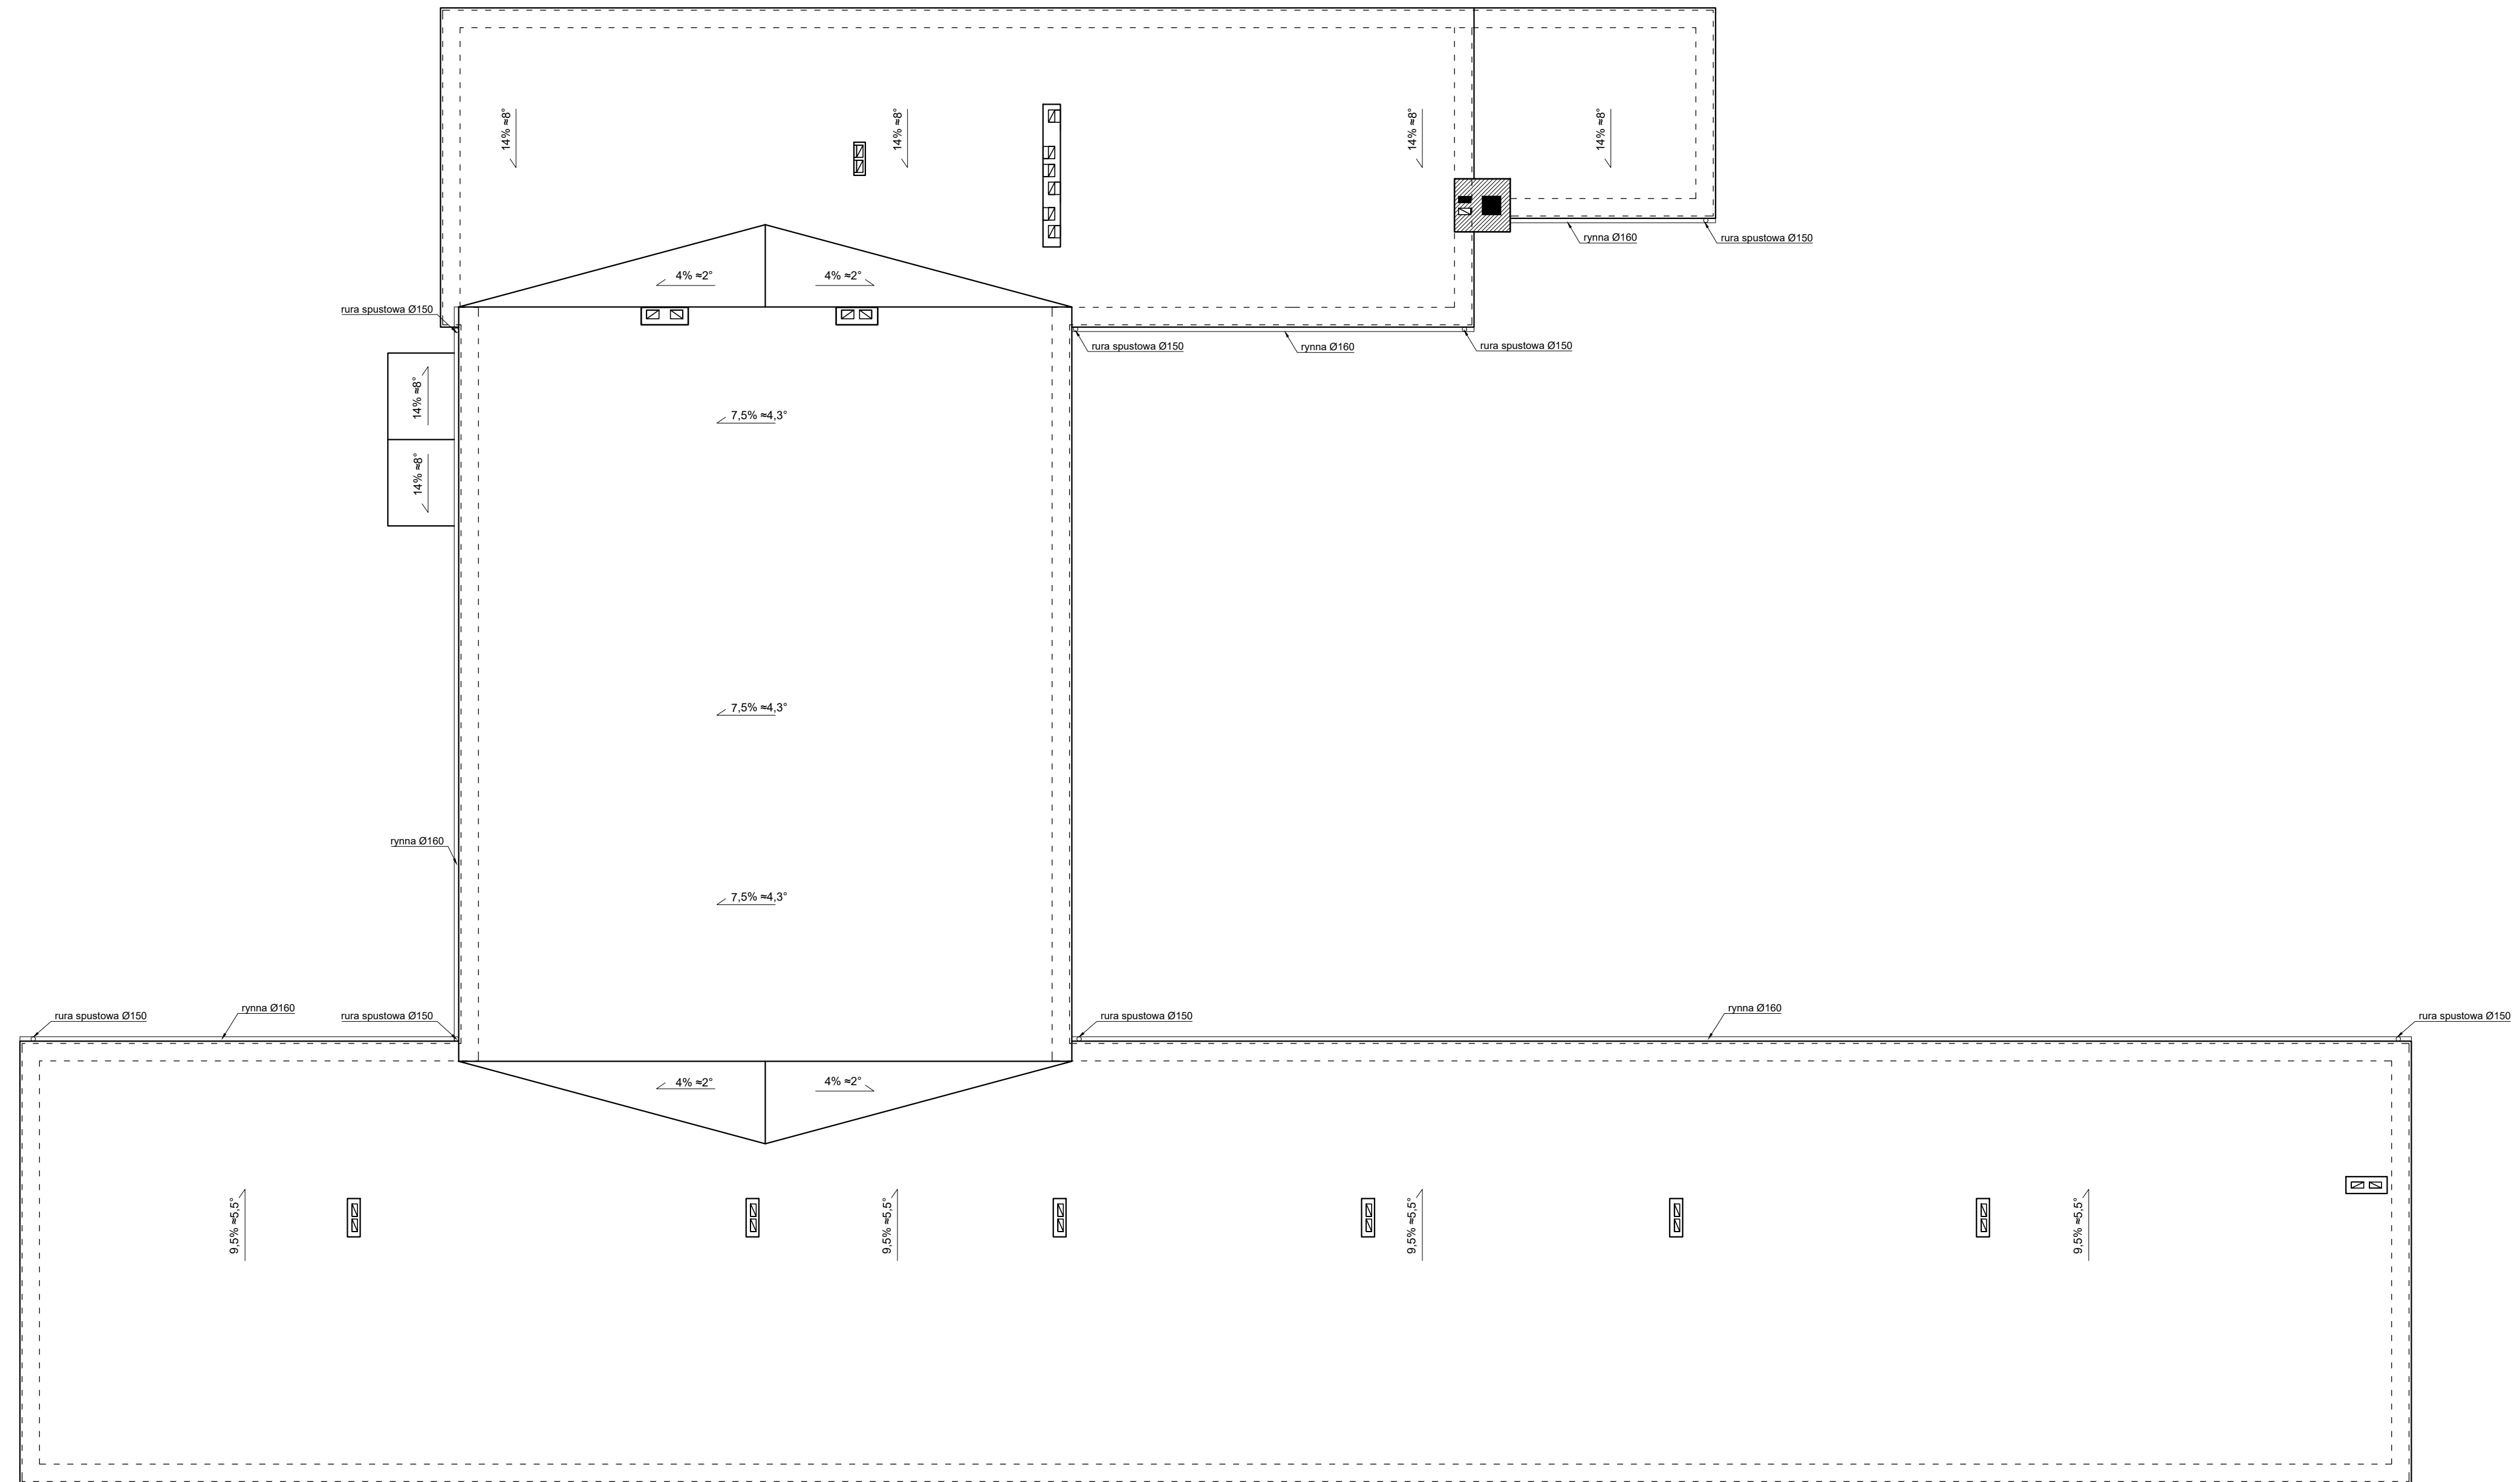 14% ≈8°
14% ≈8°
14% ≈8°
14% ≈8°
rynna Ø160
rura spustowa Ø150
4% ≈2°
4% ≈2°
rura spustowa Ø150
rura spustowa Ø150
rynna Ø160
rura spustowa Ø150
14% ≈8°
7,5% ≈4,3°
14% ≈8°
7,5% ≈4,3°
rynna Ø160
7,5% ≈4,3°
rura spustowa Ø150
rynna Ø160
rura spustowa Ø150
rura spustowa Ø150
rynna Ø160
rura spustowa Ø150
4% ≈2°
4% ≈2°
9,5% ≈5,5°
9,5% ≈5,5°
9,5% ≈5,5°
9,5% ≈5,5°